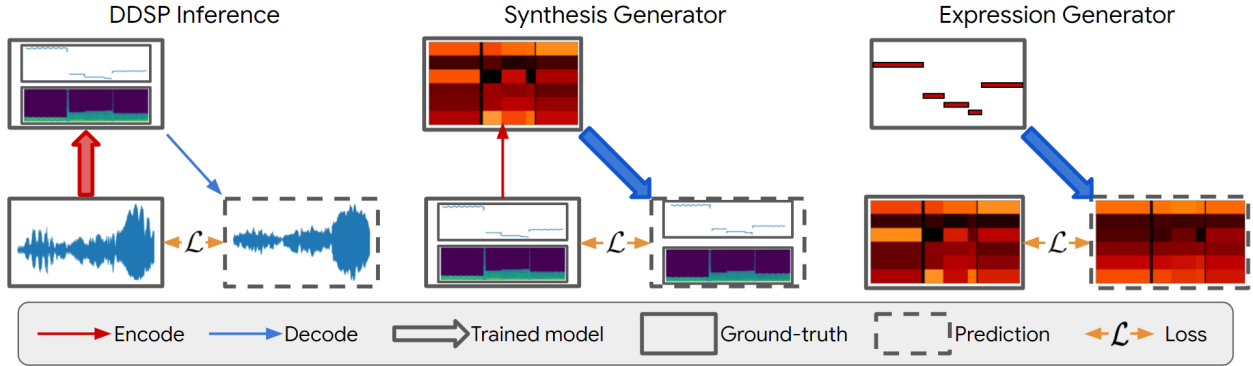 DDSP Inference
Synthesis Generator
Expression Generator
ℒ
ℒ
ℒ
Encode
Decode
Trained model
Ground-truth
Prediction
ℒ
Loss